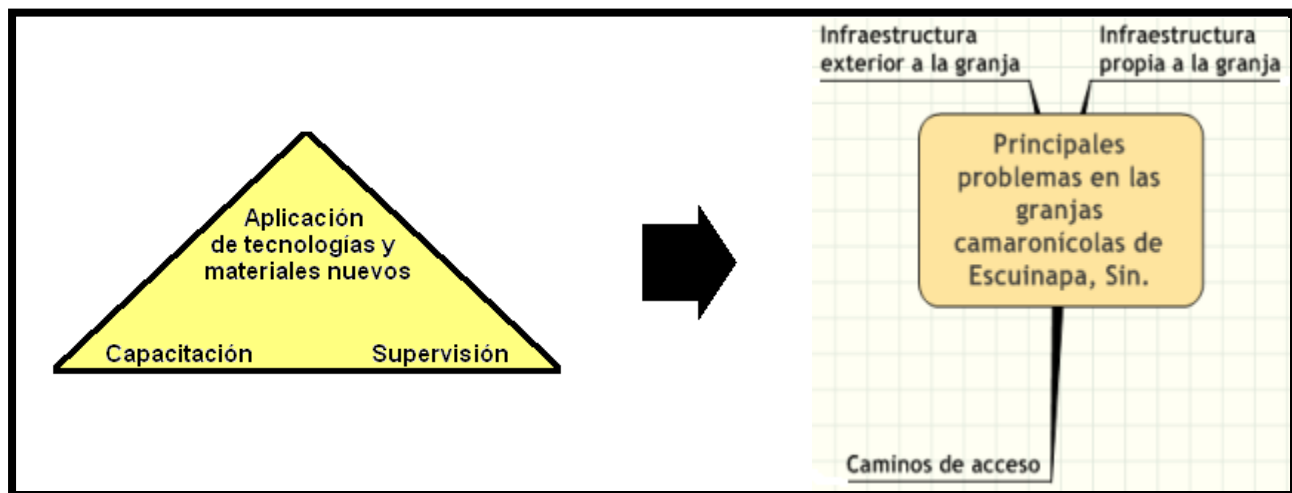 Aplicación
de tecnologías y
materiales nuevos
Capacitación
Supervisión
Infraestructura
exterior a la granja
Infraestructura
propia a la granja
Principales
problemas en las
granjas
camaronícolas de
Escuinapa, Sin.
Caminos de acceso